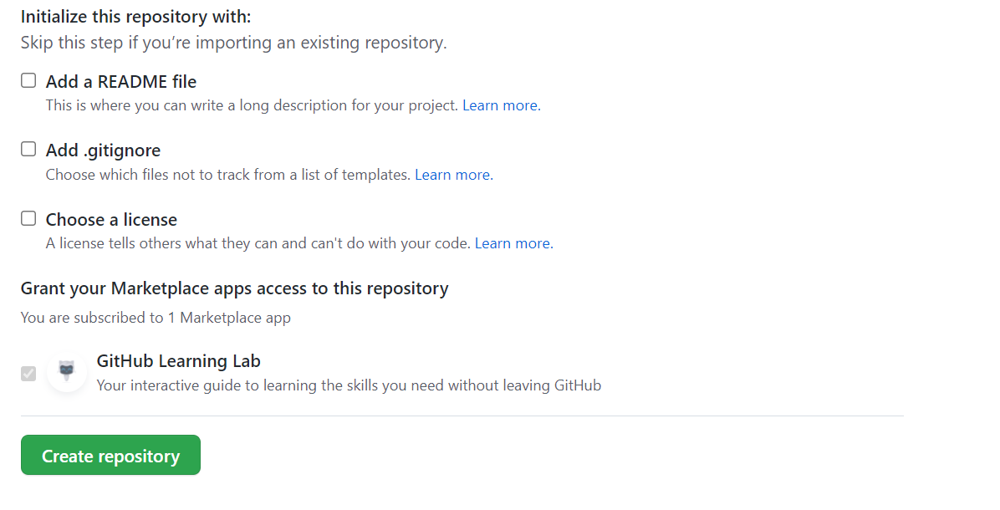 Initialize this repository with:
Skip this step if you’re importing an existing repository.
Add a README file
This is where you can write a long description for your project. Learn more.
Add .gitignore
Choose which files not to track from a list of templates. Learn more.
Choose a license
A license tells others what they can and can't do with your code. Learn more.
Grant your Marketplace apps access to this repository
You are subscribed to 1 Marketplace app
GitHub Learning Lab
Your interactive guide to learning the skills you need without leaving GitHub
Create repository